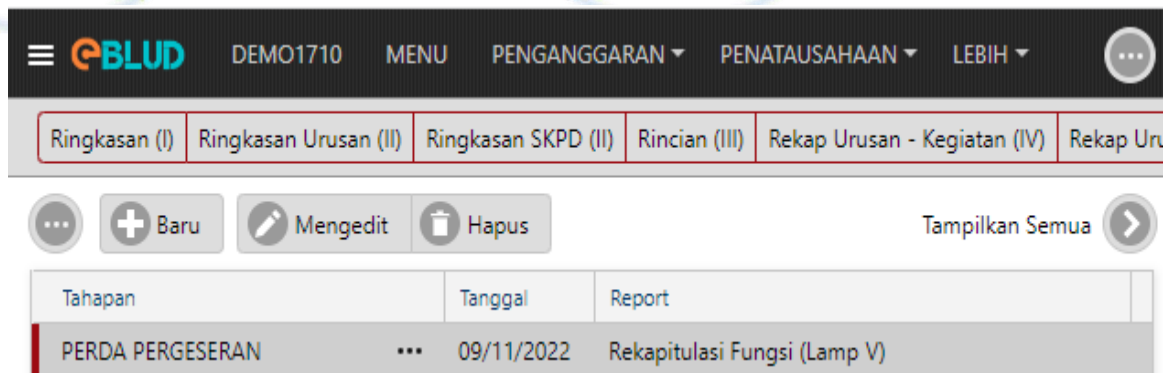 eBLUD DEMO1710 MENU PENGANGGARAN PENATAUSAHAAN LEBIH
Ringkasan (I) Ringkasan Urusan (II) Ringkasan SKPD (II) Rincian (III) Rekap Urusan - Kegiatan (IV) Rekap
Baru Mengedit Hapus Tampilkan Semua
Tahapan Tanggal Report
PERDA PERGESERAN ... 09/11/2022 Rekapitulasi Fungsi (Lamp V)